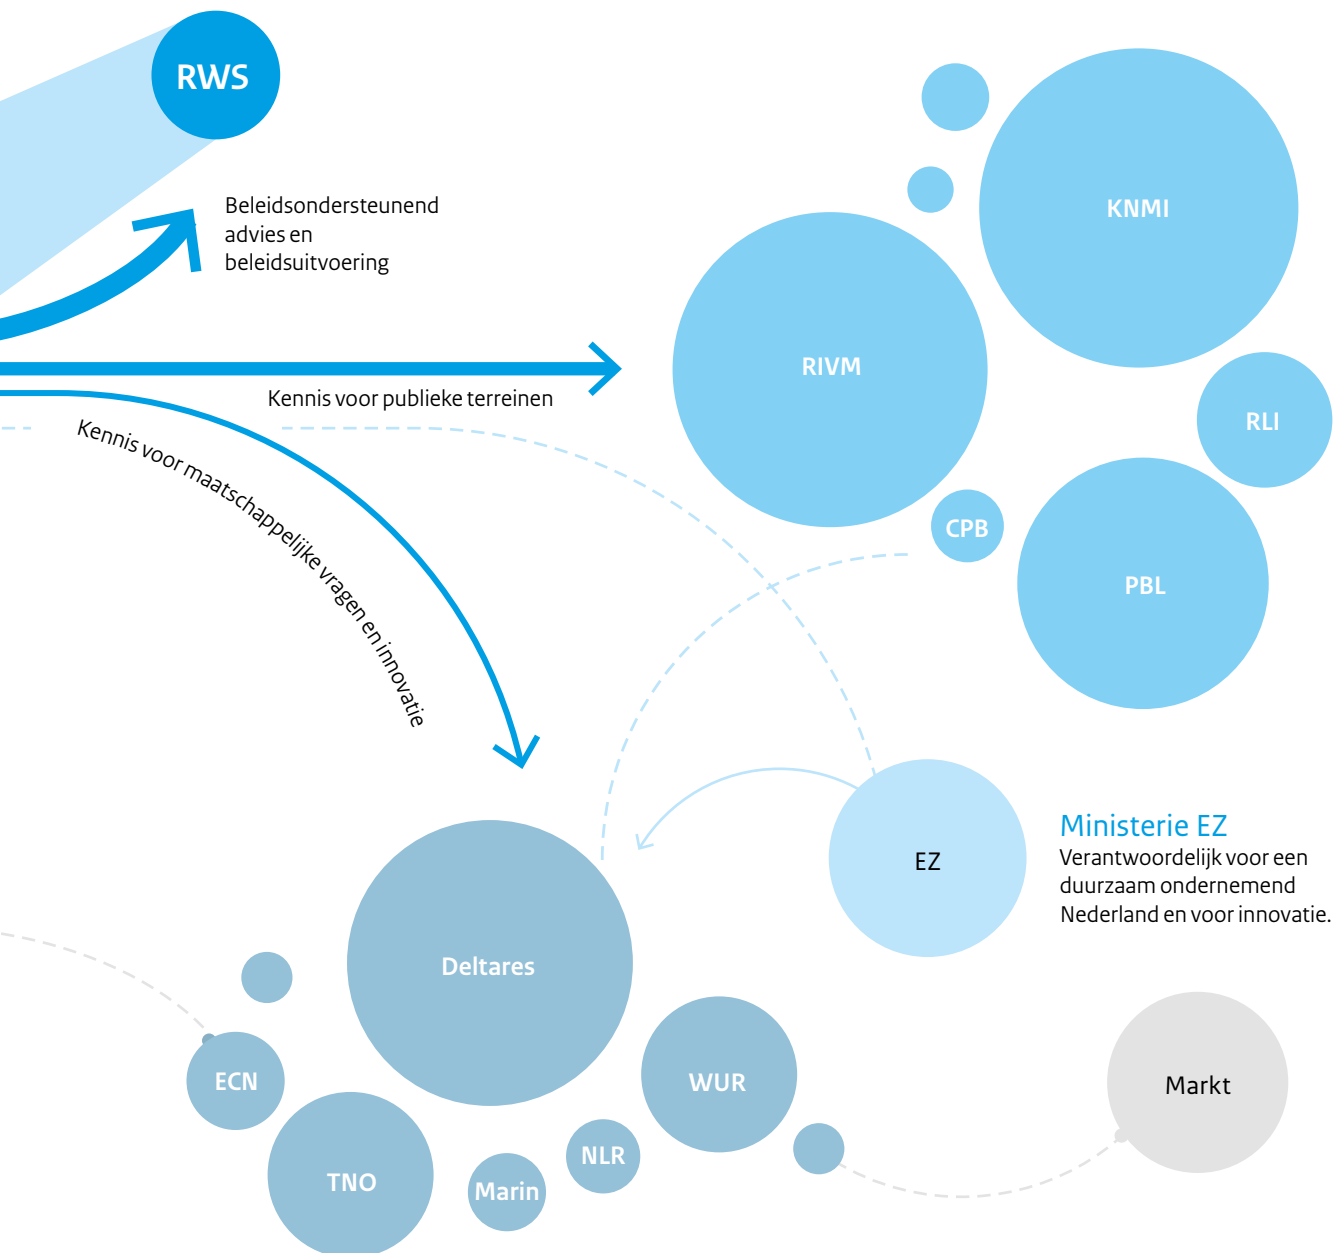 RWS
Beleidsondersteunend
advies en
beleidsuitvoering
KNMI
RIVM
Kennis voor publieke terreinen
RLI
Kennis voor maatschappelijke vragen en innovatie
CPB
PBL
EZ
Ministerie EZ
Verantwoordelijk voor een
duurzaam ondernemend
Nederland en voor innovatie.
Deltares
ECN
WUR
Markt
TNO
Marin
NLR